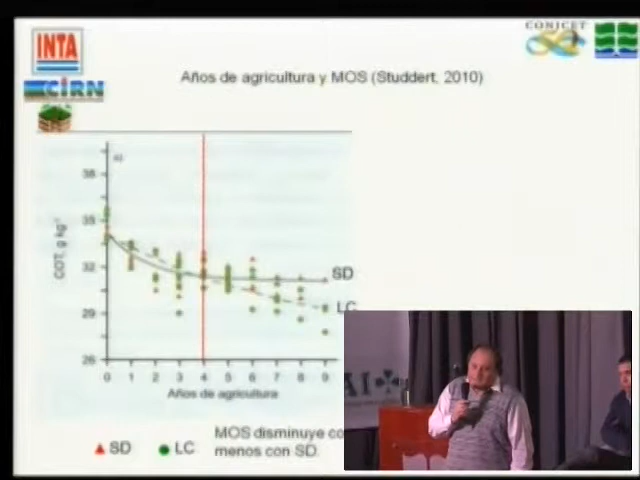 INTA
CIRN
CONICET
Años de agricultura y MOS (Studdert, 2010)
a)
38
35
32
29
26
COT, g kg⁻¹
SD
LC
0 1 2 3 4 5 6 7 8 9
Años de agricultura
SD LC
MOS disminuye co
menos con SD.
AI